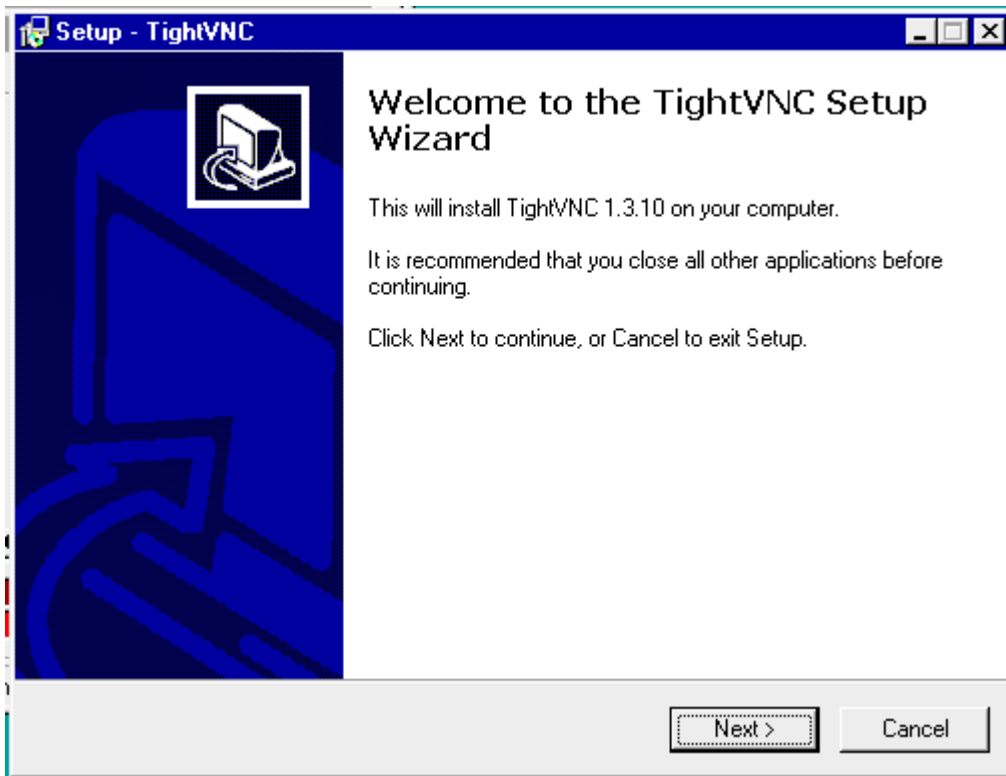 Setup - TightVNC
Welcome to the TightVNC Setup
Wizard
This will install TightVNC 1.3.10 on your computer.
It is recommended that you close all other applications before
continuing.
Click Next to continue, or Cancel to exit Setup.
Next >
Cancel